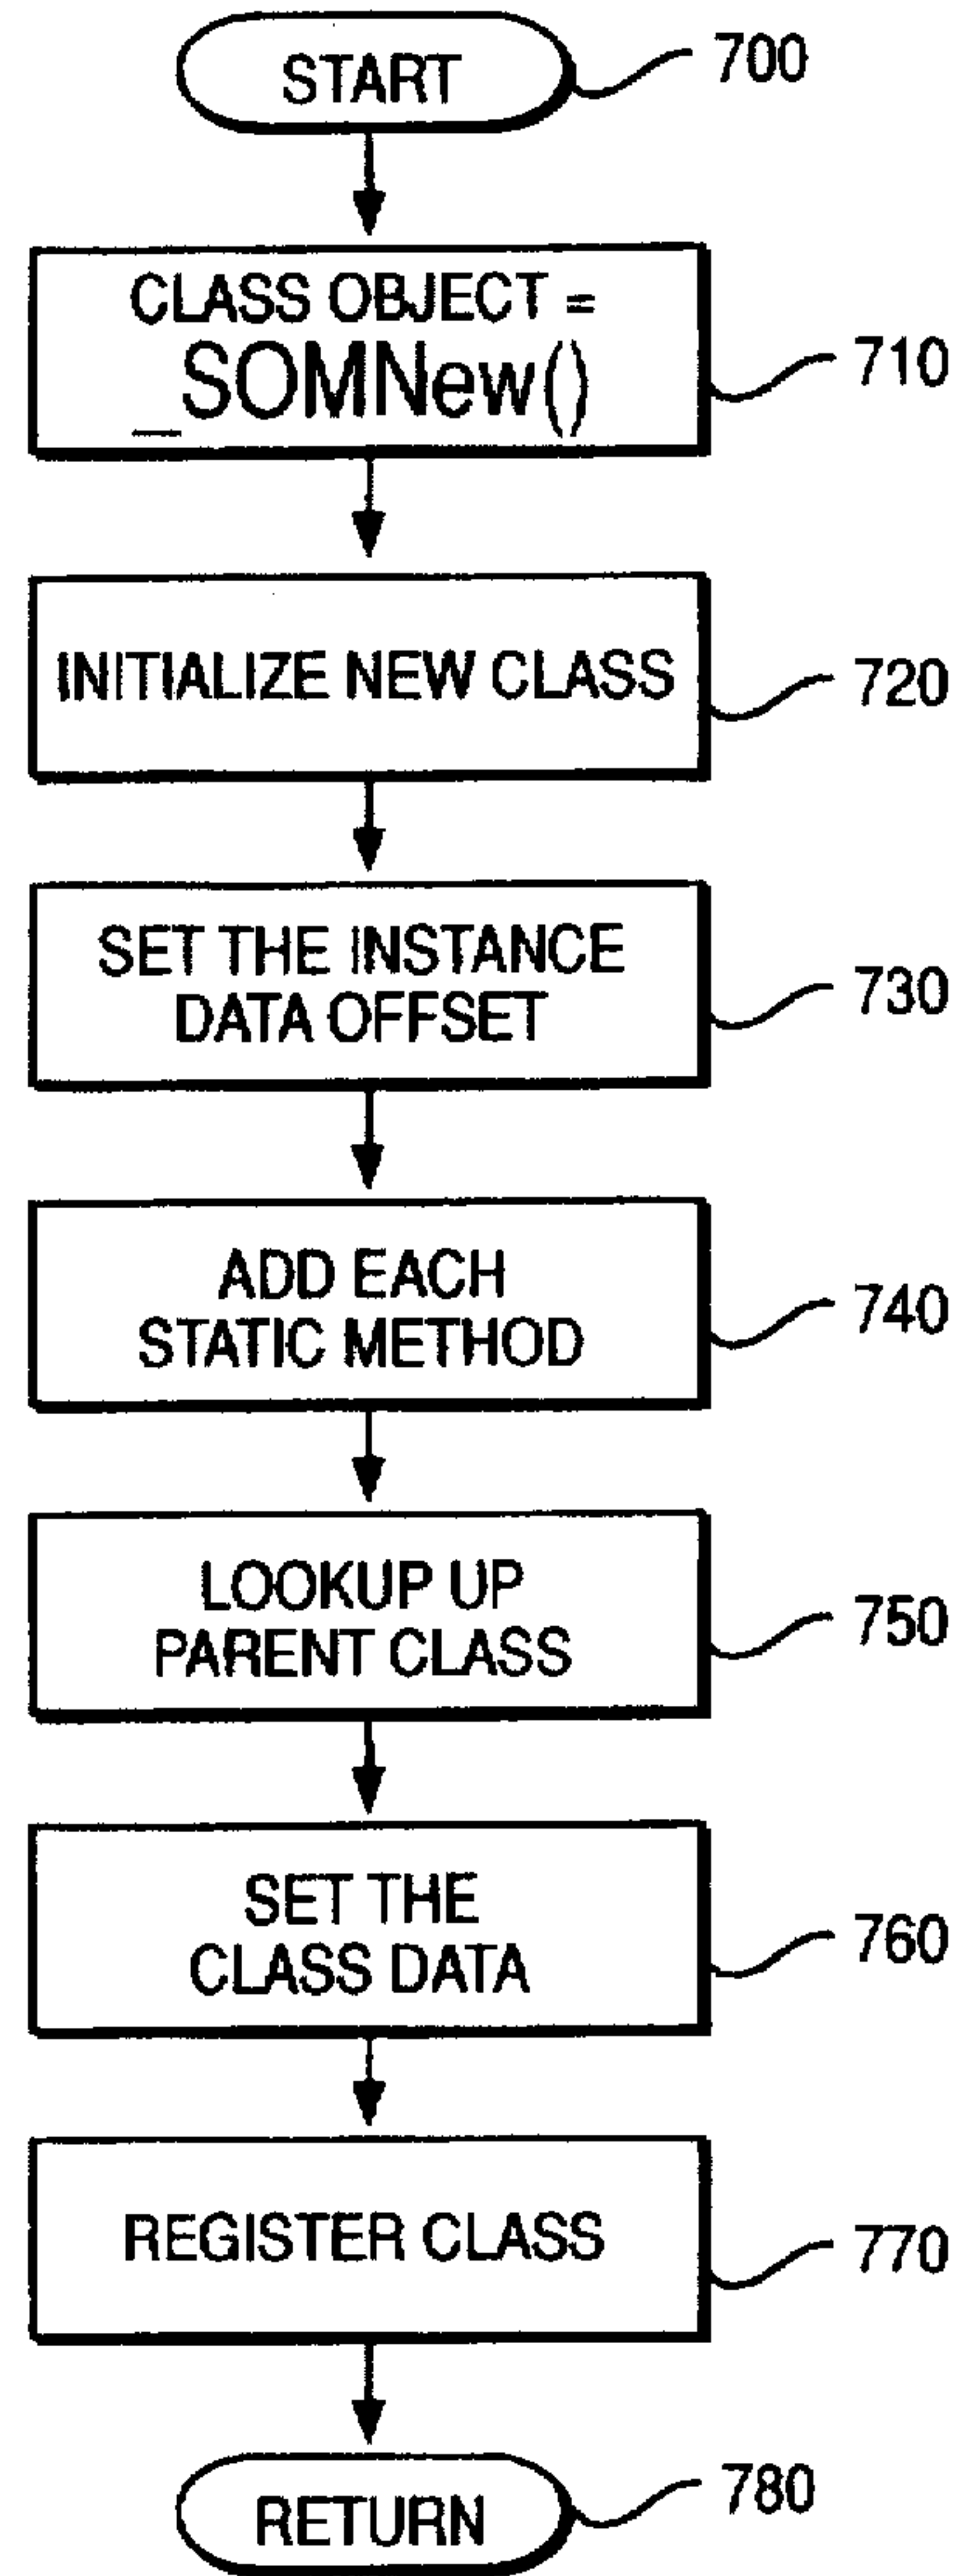 START
700
CLASS OBJECT =
_SOMNew()
710
INITIALIZE NEW CLASS
720
SET THE INSTANCE
DATA OFFSET
730
ADD EACH
STATIC METHOD
740
LOOKUP UP
PARENT CLASS
750
SET THE
CLASS DATA
760
REGISTER CLASS
770
RETURN
780